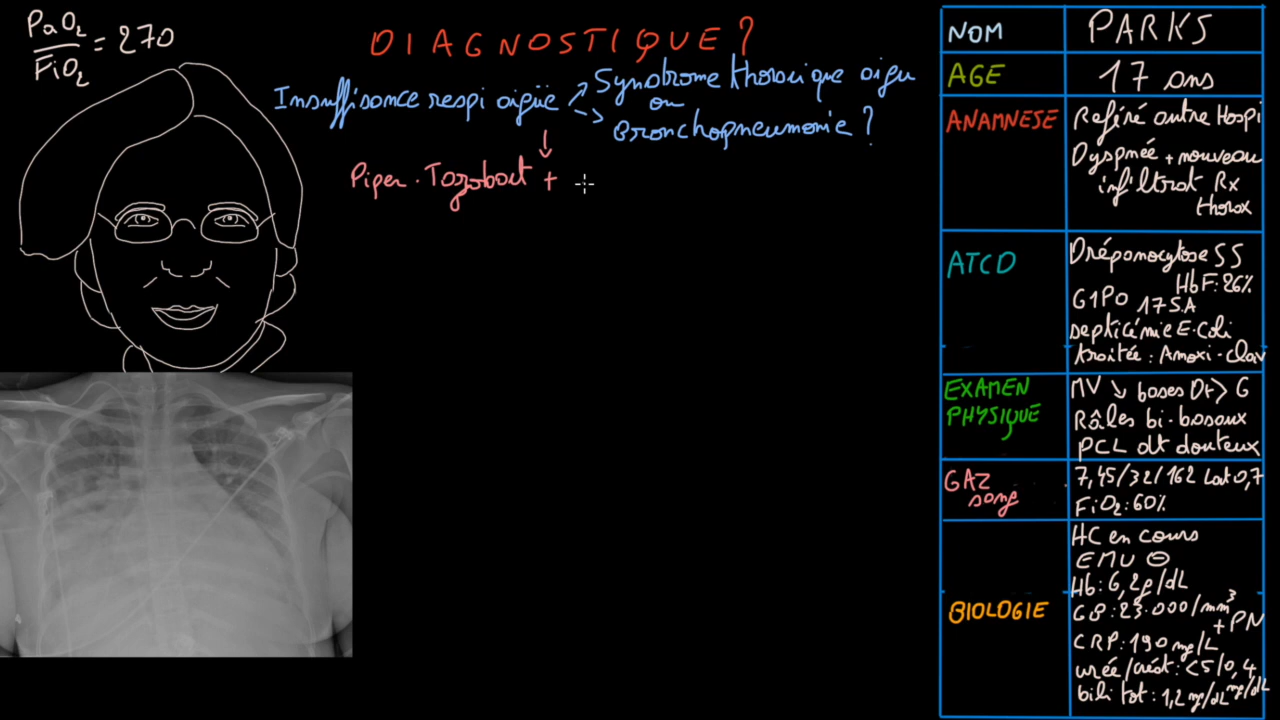 PaO2
FiO2
= 270
DIAGNOSTIQUE ?
Insuffisance respi aigüe
Syndrome thoracique aigu
ou
Bronchopneumonie ?
Piper. Tazobact +
NOM
PARKS
AGE
17 ans
ANAMNESE
Référé autre Hospi
Dyspnée + nouveau
infiltrat Rx
thorax
ATCD
Drépanocytose SS
HbF: 26%
G1P0 17 SA
septicémie E. Coli
traitée : Amoxi-clav
EXAMEN
PHYSIQUE
MV ↘ bases Dt > G
Râles bi-basaux
PCL dt douteux
GAZ
sang
7,45/32/162 Lact 0,7
FiO2: 60%
BIOLOGIE
HC en cours
EMU ⊖
Hb: 6,2g/dL
GB: 23.000/mm³
+ PN
CRP: 190 mg/L
urée/créat: <5/0,4
mg/dL
bili tot: 1,2 mg/dL